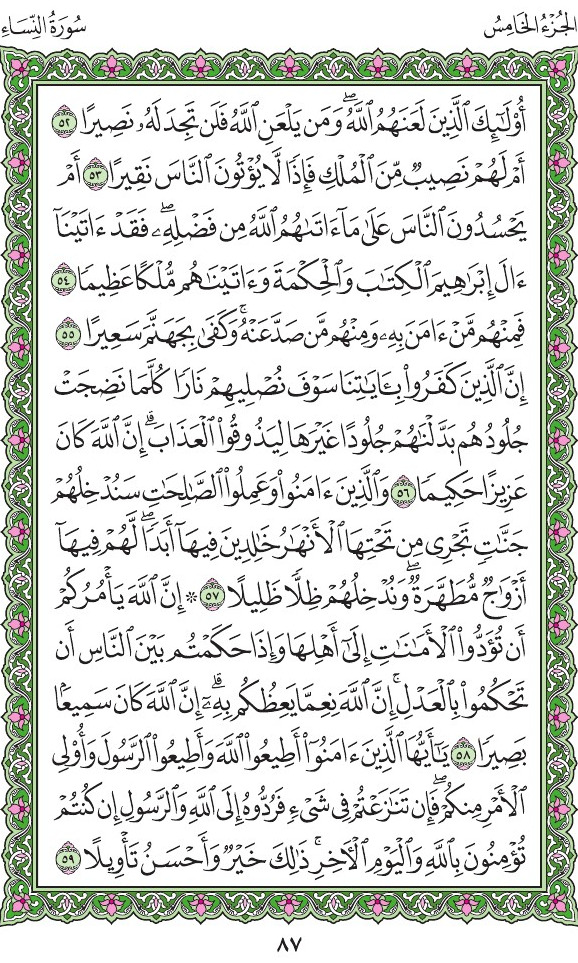 الجُزْءُ الخَامِسُ
سُورَةُ النِّسَاءِ
أُوْلَٰٓئِكَ ٱلَّذِينَ لَعَنَهُمُ ٱللَّهُۖ وَمَن يَلْعَنِ ٱللَّهُ فَلَن تَجِدَ لَهُۥ نَصِيرًا ٥٢
أَمْ لَهُمْ نَصِيبٌ مِّنَ ٱلْمُلْكِ فَإِذًا لَّا يُؤْتُونَ ٱلنَّاسَ نَقِيرًا ٥٣ أَمْ
يَحْسُدُونَ ٱلنَّاسَ عَلَىٰ مَآ ءَاتَىٰهُمُ ٱللَّهُ مِن فَضْلِهِۦۖ فَقَدْ ءَاتَيْنَآ
ءَالَ إِبْرَٰهِيمَ ٱلْكِتَٰبَ وَٱلْحِكْمَةَ وَءَاتَيْنَٰهُم مُّلْكًا عَظِيمًا ٥٤
فَمِنْهُم مَّنْ ءَامَنَ بِهِۦ وَمِنْهُم مَّن صَدَّ عَنْهُۚ وَكَفَىٰ بِجَهَنَّمَ سَعِيرًا ٥٥
إِنَّ ٱلَّذِينَ كَفَرُواْ بِـَٔايَٰتِنَا سَوْفَ نُصْلِيهِمْ نَارًا كُلَّمَا نَضِجَتْ
جُلُودُهُم بَدَّلْنَٰهُمْ جُلُودًا غَيْرَهَا لِيَذُوقُواْ ٱلْعَذَابَۗ إِنَّ ٱللَّهَ كَانَ
عَزِيزًا حَكِيمًا ٥٦ وَٱلَّذِينَ ءَامَنُواْ وَعَمِلُواْ ٱلصَّٰلِحَٰتِ سَنُدْخِلُهُمْ
جَنَّٰتٍ تَجْرِي مِن تَحْتِهَا ٱلْأَنْهَٰرُ خَٰلِدِينَ فِيهَآ أَبَدًاۖ لَّهُمْ فِيهَآ
أَزْوَٰجٌ مُّطَهَّرَةٌۖ وَنُدْخِلُهُمْ ظِلًّا ظَلِيلًا ٥٧ ۞ إِنَّ ٱللَّهَ يَأْمُرُكُمْ
أَن تُؤَدُّواْ ٱلْأَمَٰنَٰتِ إِلَىٰٓ أَهْلِهَا وَإِذَا حَكَمْتُم بَيْنَ ٱلنَّاسِ أَن
تَحْكُمُواْ بِٱلْعَدْلِۚ إِنَّ ٱللَّهَ نِعِمَّا يَعِظُكُم بِهِۦٓۗ إِنَّ ٱللَّهَ كَانَ سَمِيعًۢا
بَصِيرًا ٥٨ يَٰٓأَيُّهَا ٱلَّذِينَ ءَامَنُوٓاْ أَطِيعُواْ ٱللَّهَ وَأَطِيعُواْ ٱلرَّسُولَ وَأُوْلِي
ٱلْأَمْرِ مِنكُمْۖ فَإِن تَنَٰزَعْتُمْ فِي شَيْءٍ فَرُدُّوهُ إِلَى ٱللَّهِ وَٱلرَّسُولِ إِن كُنتُمْ
تُؤْمِنُونَ بِٱللَّهِ وَٱلْيَوْمِ ٱلْأٓخِرِۚ ذَٰلِكَ خَيْرٌ وَأَحْسَنُ تَأْوِيلًا ٥٩
٨٧